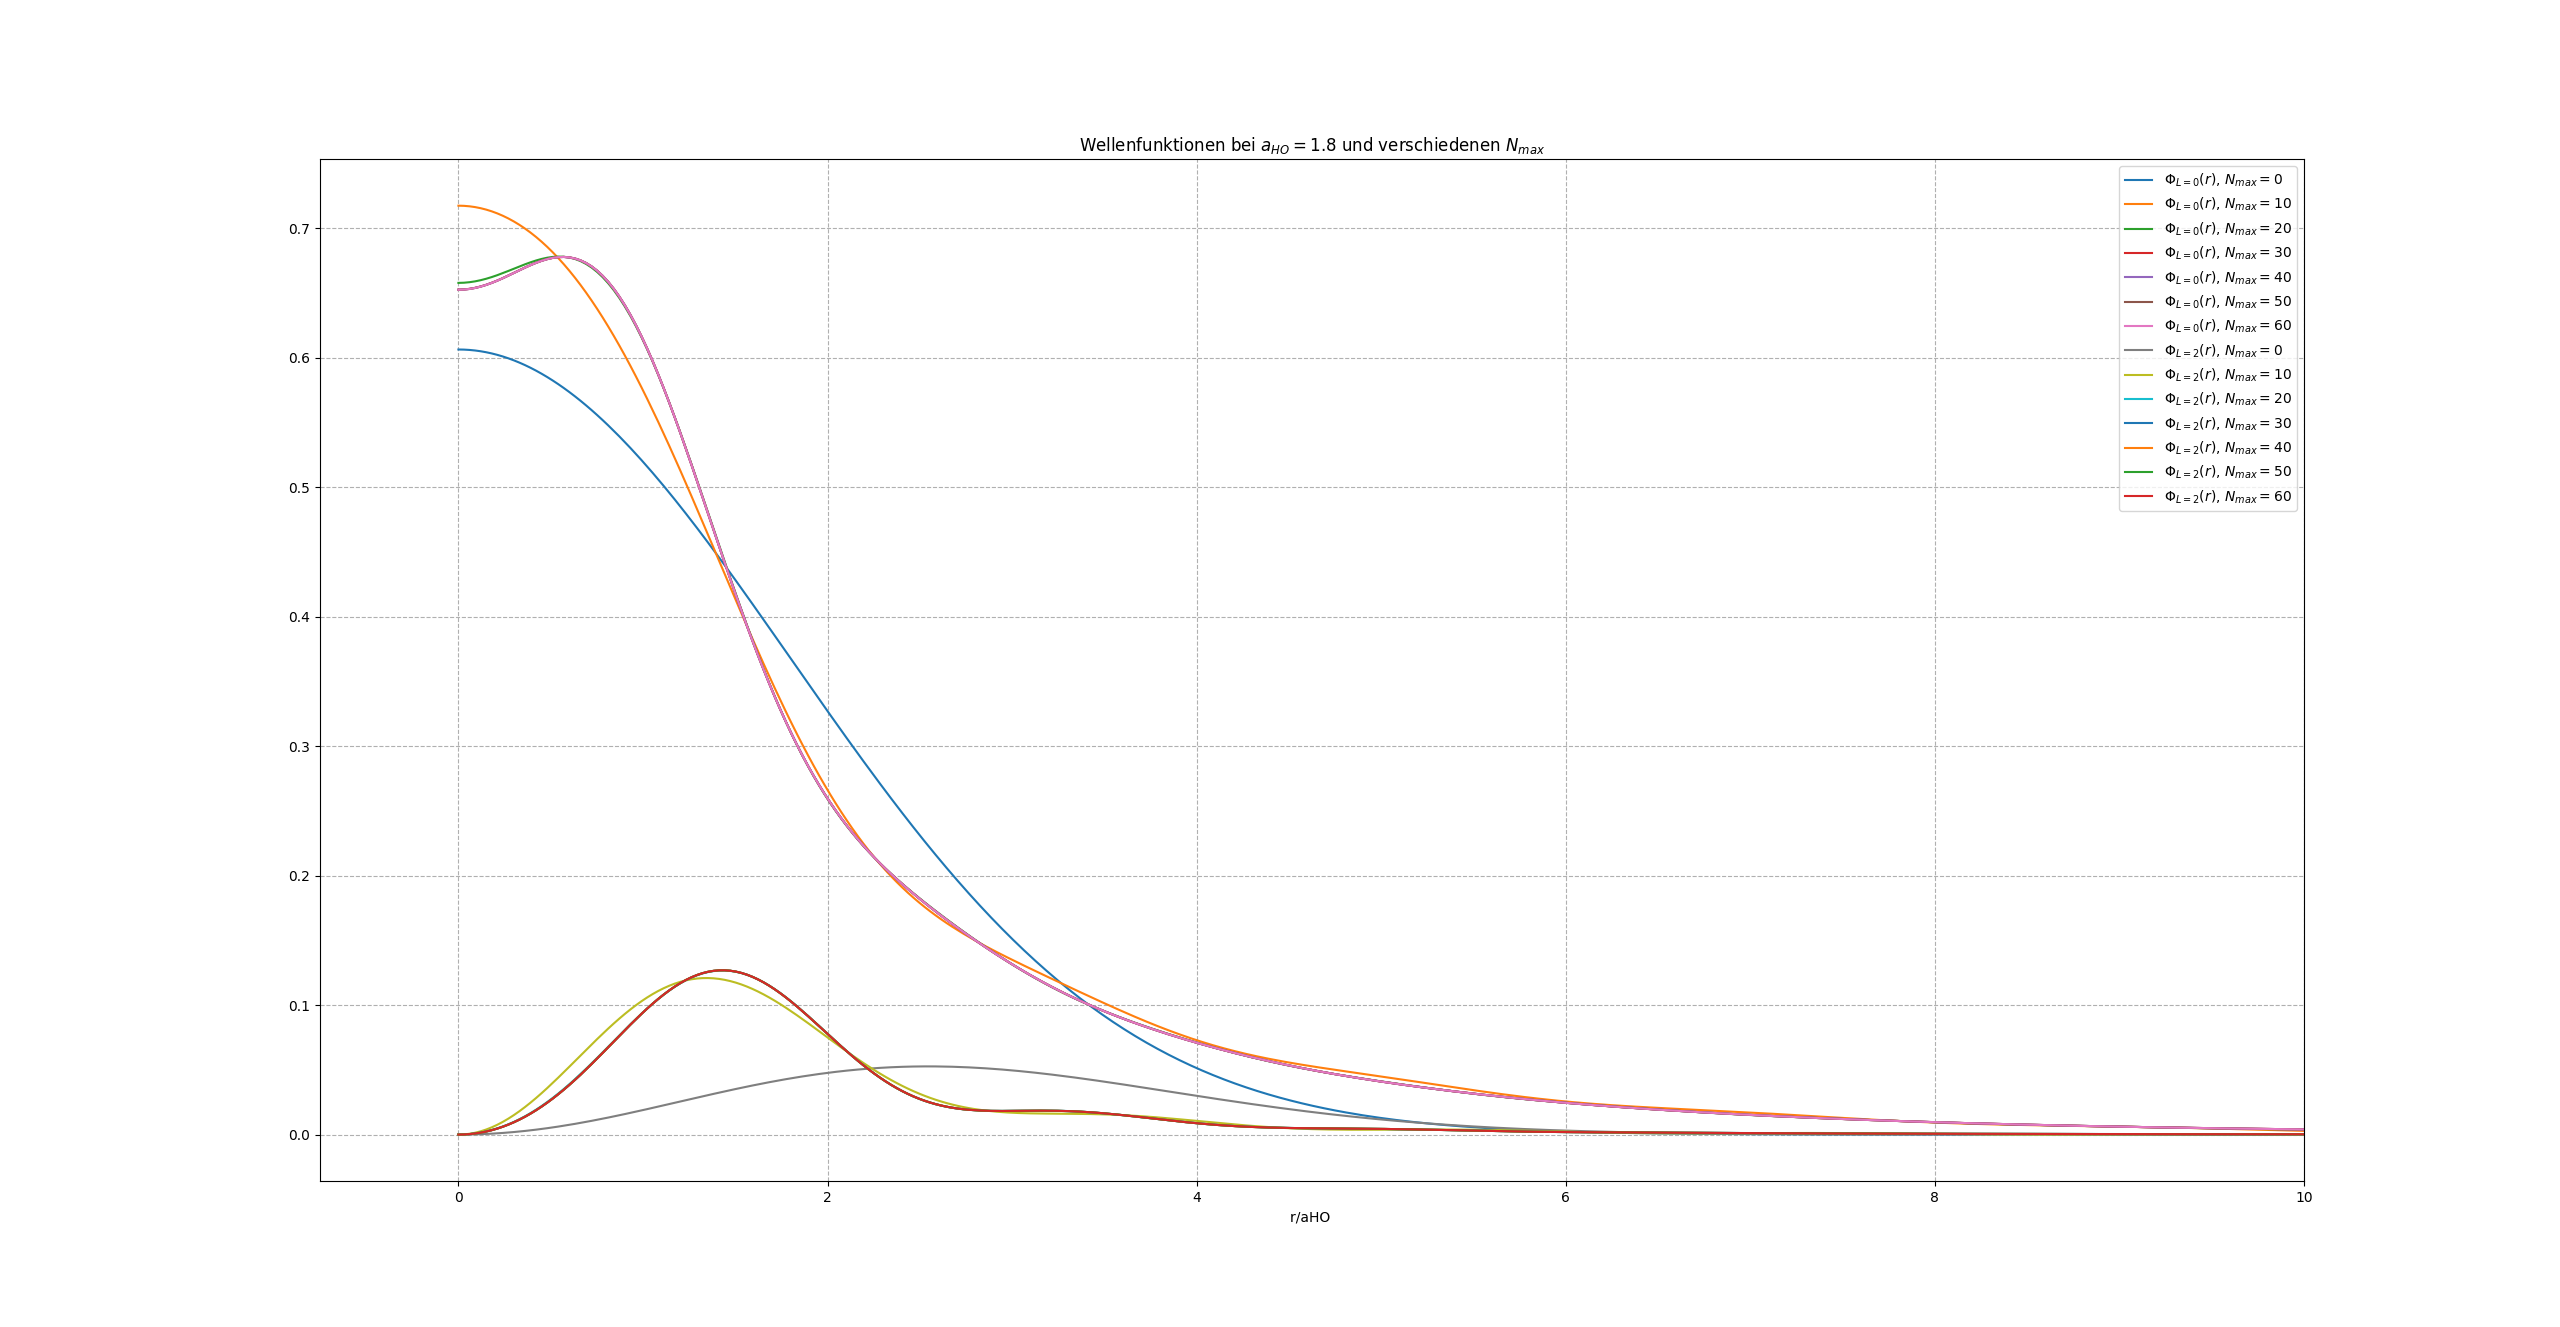 Wellenfunktionen bei $a_{HO} = 1.8$ und verschiedenen $N_{max}$
0.7
0.6
0.5
0.4
0.3
0.2
0.1
0.0
0 2 4 6 8 10
r/aHO
$\Phi_{L=0}(r)$, $N_{max} = 0$
$\Phi_{L=0}(r)$, $N_{max} = 10$
$\Phi_{L=0}(r)$, $N_{max} = 20$
$\Phi_{L=0}(r)$, $N_{max} = 30$
$\Phi_{L=0}(r)$, $N_{max} = 40$
$\Phi_{L=0}(r)$, $N_{max} = 50$
$\Phi_{L=0}(r)$, $N_{max} = 60$
$\Phi_{L=2}(r)$, $N_{max} = 0$
$\Phi_{L=2}(r)$, $N_{max} = 10$
$\Phi_{L=2}(r)$, $N_{max} = 20$
$\Phi_{L=2}(r)$, $N_{max} = 30$
$\Phi_{L=2}(r)$, $N_{max} = 40$
$\Phi_{L=2}(r)$, $N_{max} = 50$
$\Phi_{L=2}(r)$, $N_{max} = 60$